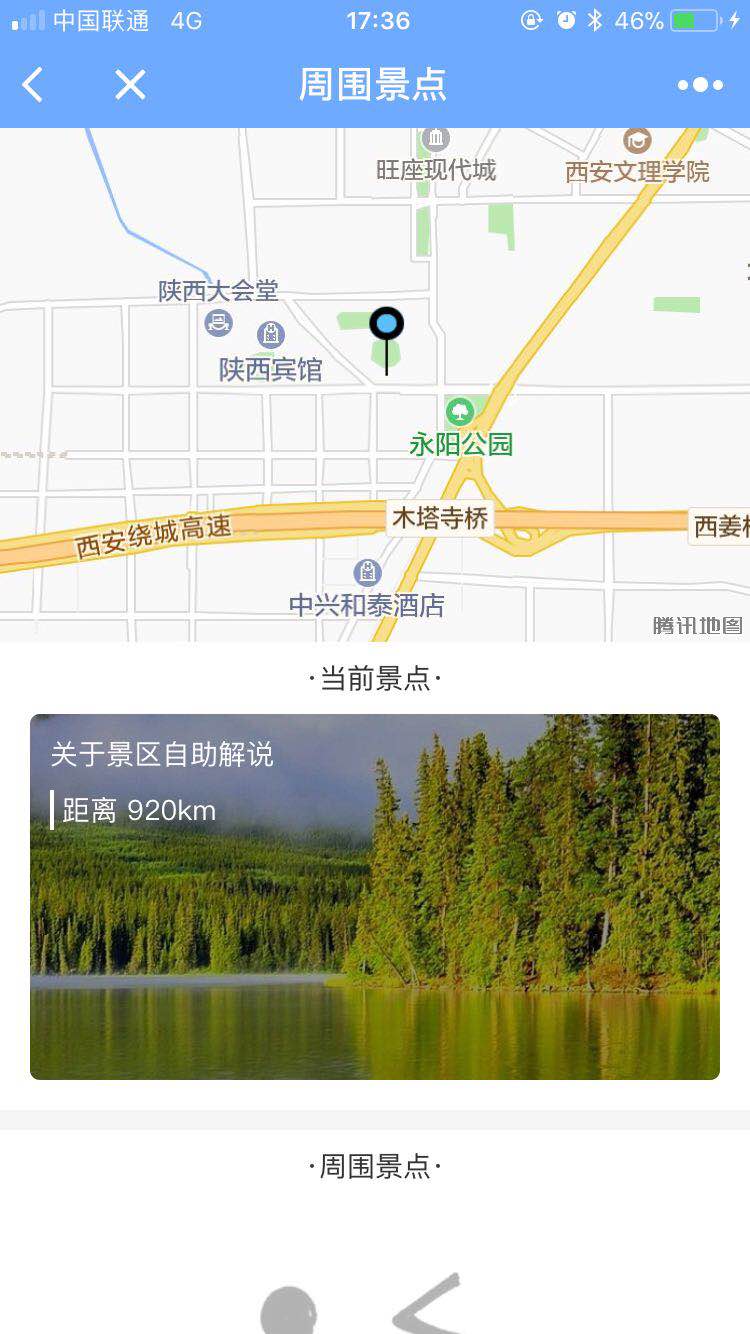 中国联通 4G 17:36 46%
周围景点
旺座现代城
西安文理学院
陕西大会堂
陕西宾馆
永阳公园
木塔寺桥
西安绕城高速
西姜
中兴和泰酒店
腾讯地图
·当前景点·
关于景区自助解说
距离 920km
·周围景点·